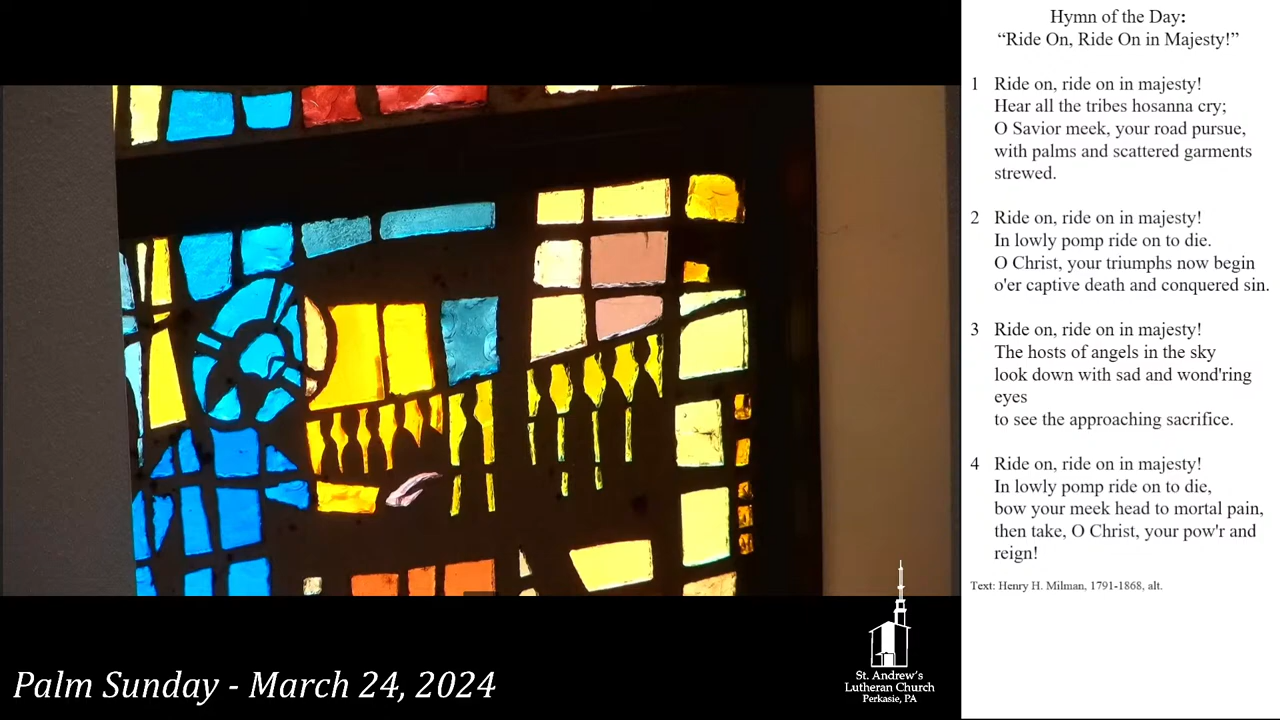 Hymn of the Day:
“Ride On, Ride On in Majesty!”
1 Ride on, ride on in majesty!
Hear all the tribes hosanna cry;
O Savior meek, your road pursue,
with palms and scattered garments
strewed.
2 Ride on, ride on in majesty!
In lowly pomp ride on to die.
O Christ, your triumphs now begin
o'er captive death and conquered sin.
3 Ride on, ride on in majesty!
The hosts of angels in the sky
look down with sad and wond'ring
eyes
to see the approaching sacrifice.
4 Ride on, ride on in majesty!
In lowly pomp ride on to die,
bow your meek head to mortal pain,
then take, O Christ, your pow'r and
reign!
Text: Henry H. Milman, 1791-1868, alt.
Palm Sunday - March 24, 2024
St. Andrew's
Lutheran Church
Perkasie, PA